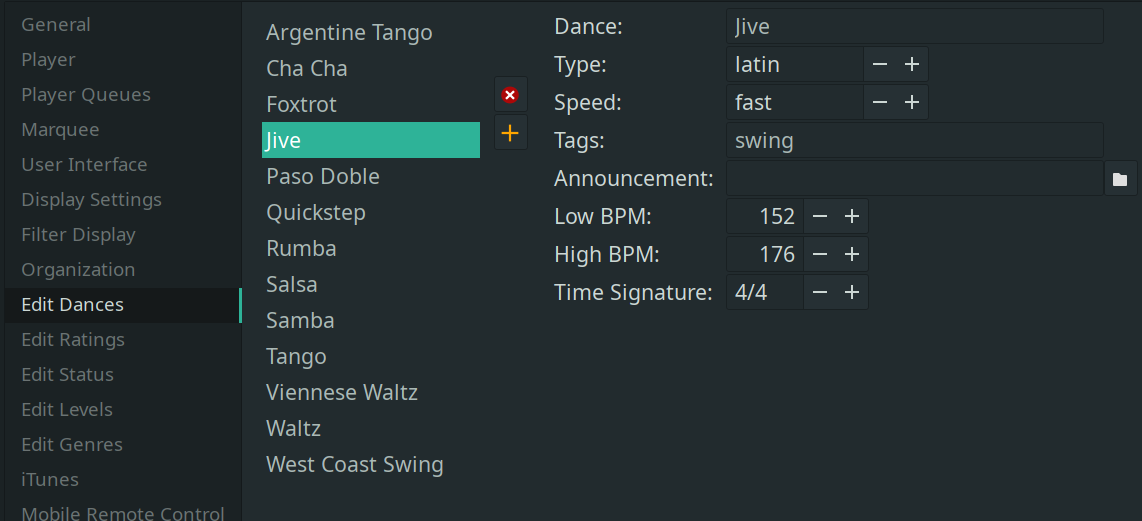 General
Player
Player Queues
Marquee
User Interface
Display Settings
Filter Display
Organization
Edit Dances
Edit Ratings
Edit Status
Edit Levels
Edit Genres
iTunes
Mobile Remote Control
Argentine Tango
Cha Cha
Foxtrot
Jive
Paso Doble
Quickstep
Rumba
Salsa
Samba
Tango
Viennese Waltz
Waltz
West Coast Swing
Dance: Jive
Type: latin
Speed: fast
Tags: swing
Announcement:
Low BPM: 152
High BPM: 176
Time Signature: 4/4